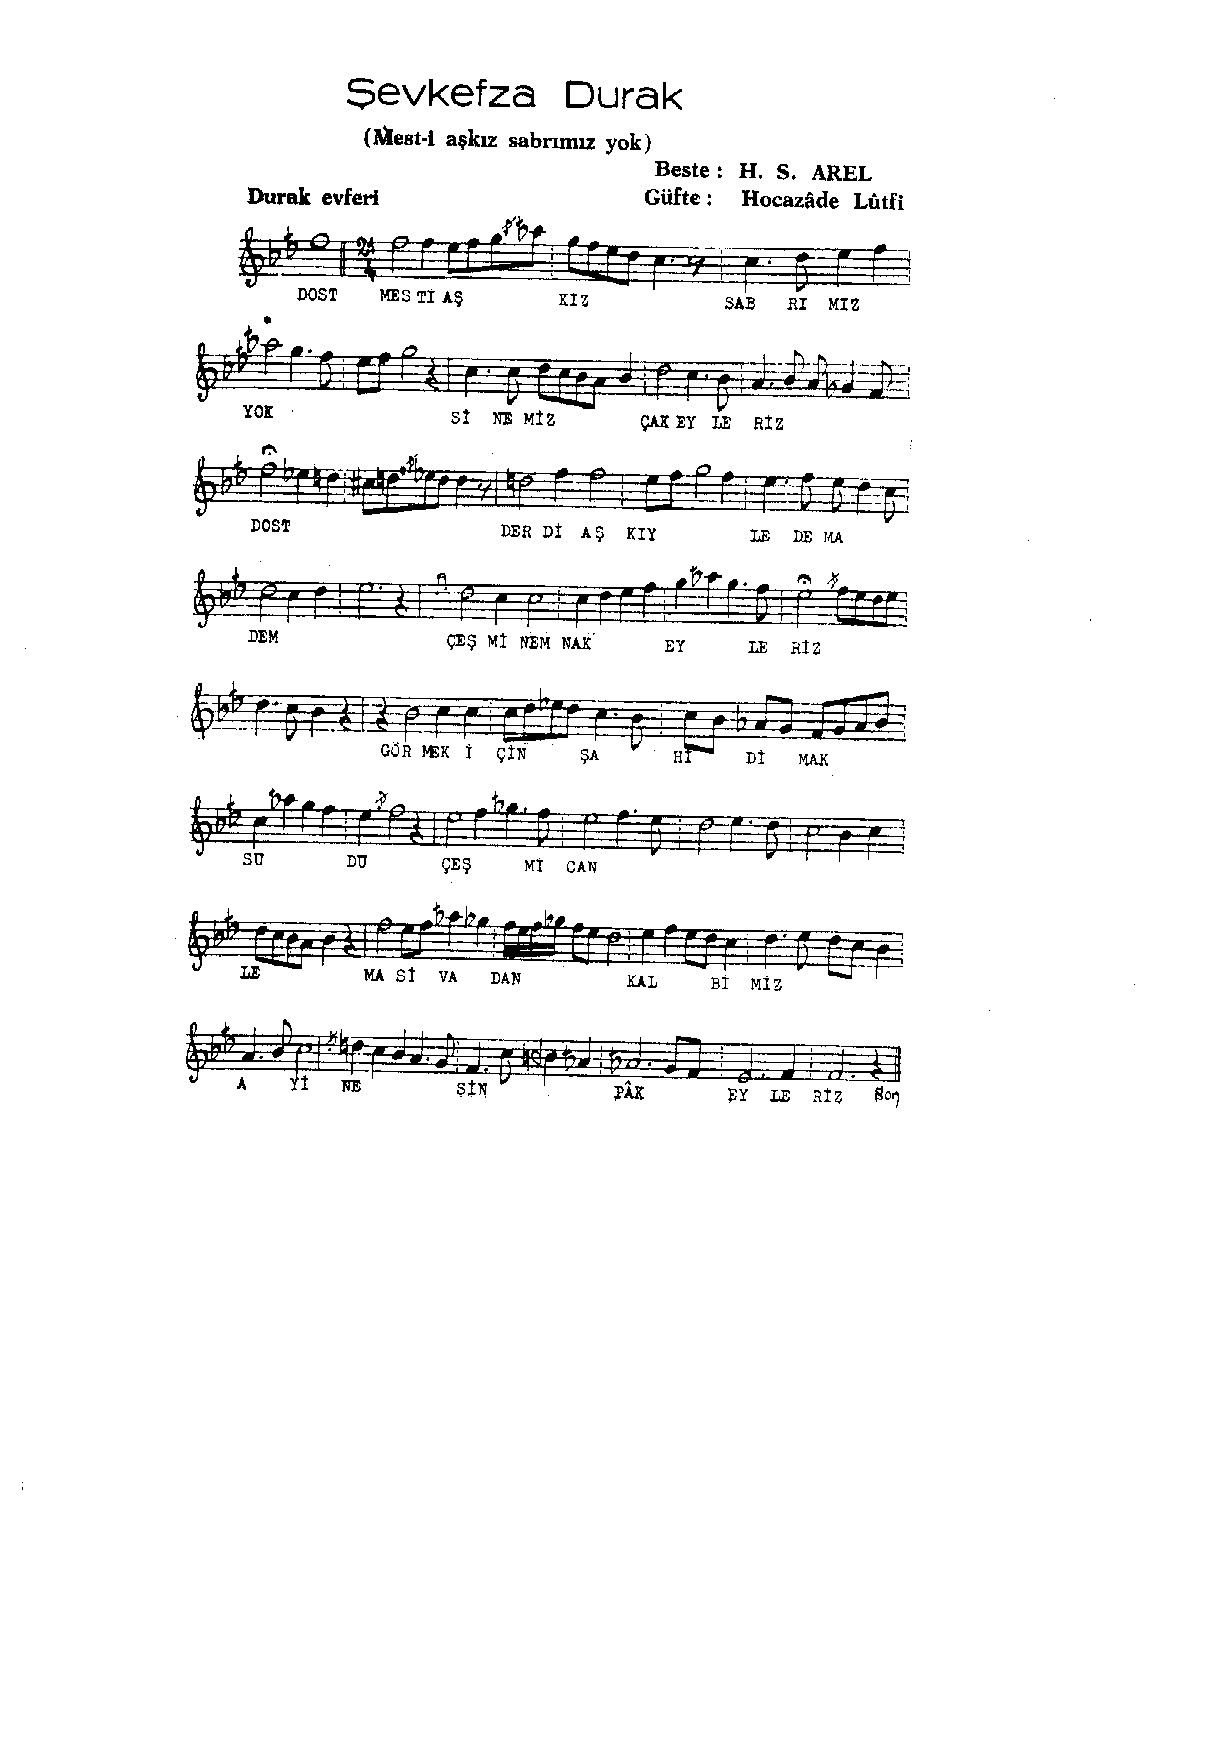 Şevkefza Durak
(Mest-i aşkız sabrımız yok)
Beste : H. S. AREL
Durak evferi Güfte : Hocazâde Lûtfi
24
4
DOST MES Tİ AŞ KIZ SAB RI MIZ
YOK Sİ NE MİZ ÇAK EY LE RİZ
DOST DER Dİ AŞ KIY LE DE MA
DEM ÇEŞ Mİ NEM NAK EY LE RİZ
GÖR MEK İ ÇİN ŞA Hİ Dİ MAK
SU DU ÇEŞ Mİ CAN
LE MA Sİ VA DAN KAL Bİ MİZ
A Yİ NE SİN PÂK EY LE RİZ Son